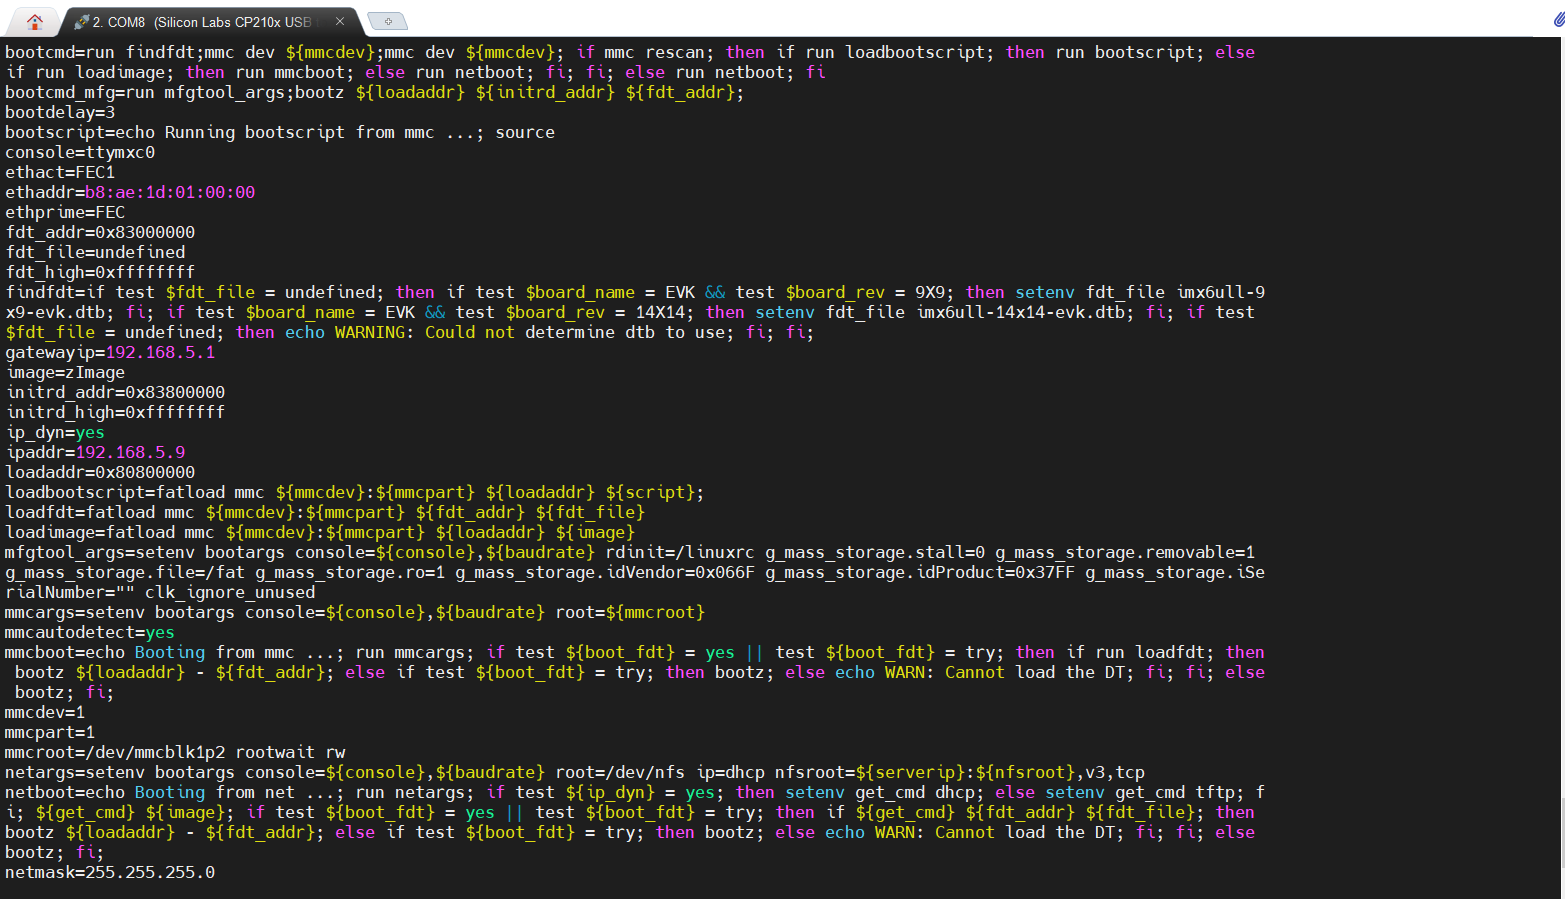 2. COM8 (Silicon Labs CP210x USB
bootcmd=run findfdt;mmc dev ${mmcdev};mmc dev ${mmcdev}; if mmc rescan; then if run loadbootscript; then run bootscript; else
if run loadimage; then run mmcboot; else run netboot; fi; fi; else run netboot; fi
bootcmd_mfg=run mfgtool_args;bootz ${loadaddr} ${initrd_addr} ${fdt_addr};
bootdelay=3
bootscript=echo Running bootscript from mmc ...; source
console=ttymxc0
ethact=FEC1
ethaddr=b8:ae:1d:01:00:00
ethprime=FEC
fdt_addr=0x83000000
fdt_file=undefined
fdt_high=0xffffffff
findfdt=if test $fdt_file = undefined; then if test $board_name = EVK && test $board_rev = 9X9; then setenv fdt_file imx6ull-9
x9-evk.dtb; fi; if test $board_name = EVK && test $board_rev = 14X14; then setenv fdt_file imx6ull-14x14-evk.dtb; fi; if test
$fdt_file = undefined; then echo WARNING: Could not determine dtb to use; fi; fi;
gatewayip=192.168.5.1
image=zImage
initrd_addr=0x83800000
initrd_high=0xffffffff
ip_dyn=yes
ipaddr=192.168.5.9
loadaddr=0x80800000
loadbootscript=fatload mmc ${mmcdev}:${mmcpart} ${loadaddr} ${script};
loadfdt=fatload mmc ${mmcdev}:${mmcpart} ${fdt_addr} ${fdt_file}
loadimage=fatload mmc ${mmcdev}:${mmcpart} ${loadaddr} ${image}
mfgtool_args=setenv bootargs console=${console},${baudrate} rdinit=/linuxrc g_mass_storage.stall=0 g_mass_storage.removable=1
g_mass_storage.file=/fat g_mass_storage.ro=1 g_mass_storage.idVendor=0x066F g_mass_storage.idProduct=0x37FF g_mass_storage.iSe
rialNumber="" clk_ignore_unused
mmcargs=setenv bootargs console=${console},${baudrate} root=${mmcroot}
mmcautodetect=yes
mmcboot=echo Booting from mmc ...; run mmcargs; if test ${boot_fdt} = yes || test ${boot_fdt} = try; then if run loadfdt; then
bootz ${loadaddr} - ${fdt_addr}; else if test ${boot_fdt} = try; then bootz; else echo WARN: Cannot load the DT; fi; fi; else
bootz; fi;
mmcdev=1
mmcpart=1
mmcroot=/dev/mmcblk1p2 rootwait rw
netargs=setenv bootargs console=${console},${baudrate} root=/dev/nfs ip=dhcp nfsroot=${serverip}:${nfsroot},v3,tcp
netboot=echo Booting from net ...; run netargs; if test ${ip_dyn} = yes; then setenv get_cmd dhcp; else setenv get_cmd tftp; f
i; ${get_cmd} ${image}; if test ${boot_fdt} = yes || test ${boot_fdt} = try; then if ${get_cmd} ${fdt_addr} ${fdt_file}; then
bootz ${loadaddr} - ${fdt_addr}; else if test ${boot_fdt} = try; then bootz; else echo WARN: Cannot load the DT; fi; fi; else
bootz; fi;
netmask=255.255.255.0